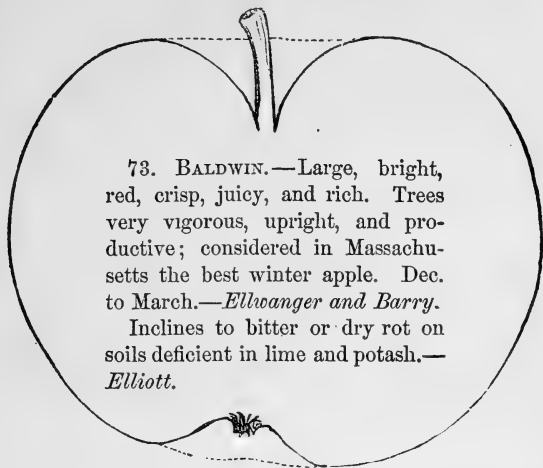 73. BALDWIN.—Large, bright,
red, crisp, juicy, and rich. Trees
very vigorous, upright, and pro-
ductive; considered in Massachu-
setts the best winter apple. Dec.
to March.—Ellwanger and Barry.
Inclines to bitter or dry rot on
soils deficient in lime and potash.—
Elliott.